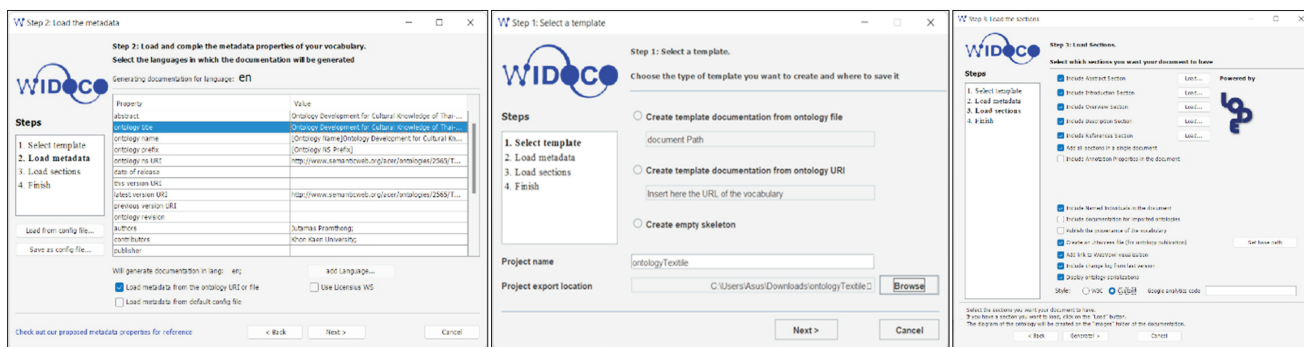 Step 2: Load the metadata
Step 2: Load and comple the metadata properties of your vocabulary.
Select the languages in which the documentation will be generated
WIDOCO
Generating documentation for language: en
Steps
1. Select template
2. Load metadata
3. Load sections
4. Finish
Property Value
abstract Ontology Development for Cultural Knowledge of Thai-...
ontology title Ontology Development for Cultural Knowledge of Thai-...
ontology name [Ontology Name]Ontology Development for Cultural Kn...
ontology prefix [Ontology NS Prefix]
ontology ns URI http://www.semanticweb.org/acer/ontologies/2565/T...
date of release
this version URI
latest version URI http://www.semanticweb.org/acer/ontologies/2565/T...
previous version URI
ontology revision
authors Jutamas Promthong;
contributors Khon Kaen University;
publisher
Load from config file...
Save as config file...
Will generate documentation in lang: en; add Language...
Load metadata from the ontology URI or file Use Licensius WS
Load metadata from default config file
Check out our proposed metadata properties for reference < Back Next > Cancel
Step 1: Select a template
Step 1: Select a template.
Choose the type of template you want to create and where to save it
WIDOCO
Steps
1. Select template
2. Load metadata
3. Load sections
4. Finish
Create template documentation from ontology file
document Path
Create template documentation from ontology URI
Insert here the URL of the vocabulary
Create empty skeleton
Project name ontologyTextitle
Project export location C:\Users\Asus\Downloads\ontologyTextile Browse
Next > Cancel
Step 3: Load the sections
Step 3: Load Sections.
Select which sections you want your document to have
WIDOCO
Steps
1. Select template
2. Load metadata
3. Load sections
4. Finish
Include Abstract Section Load...
Include Introduction Section Load...
Include Overview Section Load...
Include Description Section Load...
Include References Section Load...
Add all sections in a single document
Include Annotation Properties in the document
Powered by
Include Named Individuals in the document
Include documentation for imported ontologies
Publish the provenance of the vocabulary
Create an .htaccess file (for ontology publication) Set base path
Add link to WebVowl visualization
Include change log from last version
Display ontology serializations
Style: W3C Google analytics code
Select the sections you want your document to have.
If you have a section you want to load, click on the "Load" button.
The diagram of the ontology will be created on the "images" folder of the documentation.
< Back Generate! > Cancel